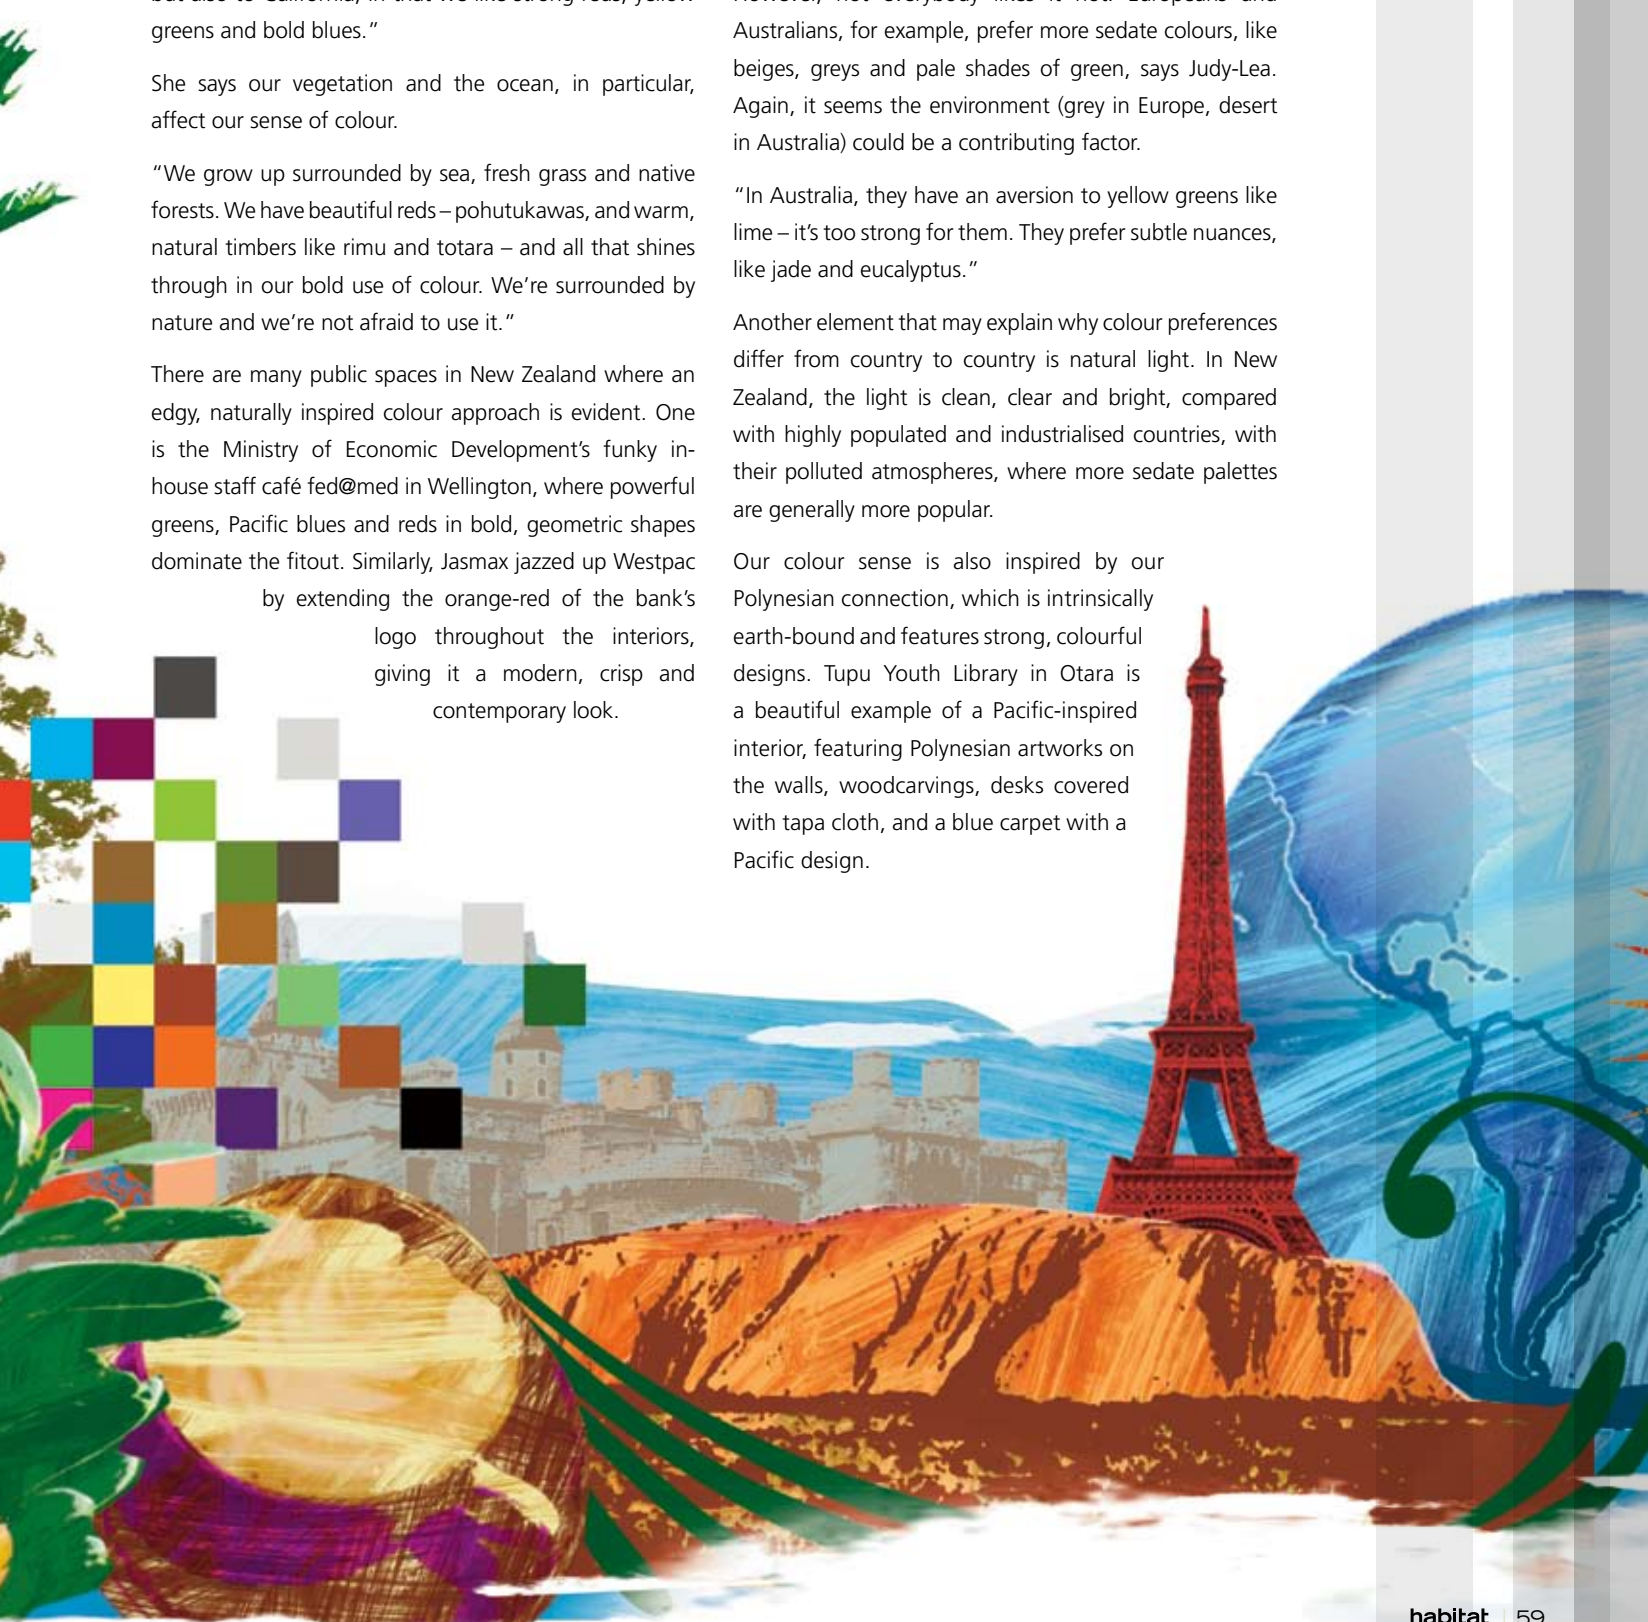 greens and bold blues.”
She says our vegetation and the ocean, in particular,
affect our sense of colour.
“We grow up surrounded by sea, fresh grass and native
forests. We have beautiful reds – pohutukawas, and warm,
natural timbers like rimu and totara – and all that shines
through in our bold use of colour. We’re surrounded by
nature and we’re not afraid to use it.”
There are many public spaces in New Zealand where an
edgy, naturally inspired colour approach is evident. One
is the Ministry of Economic Development’s funky in-
house staff café fed@med in Wellington, where powerful
greens, Pacific blues and reds in bold, geometric shapes
dominate the fitout. Similarly, Jasmax jazzed up Westpac
by extending the orange-red of the bank’s
logo throughout the interiors,
giving it a modern, crisp and
contemporary look.
Australians, for example, prefer more sedate colours, like
beiges, greys and pale shades of green, says Judy-Lea.
Again, it seems the environment (grey in Europe, desert
in Australia) could be a contributing factor.
“In Australia, they have an aversion to yellow greens like
lime – it’s too strong for them. They prefer subtle nuances,
like jade and eucalyptus.”
Another element that may explain why colour preferences
differ from country to country is natural light. In New
Zealand, the light is clean, clear and bright, compared
with highly populated and industrialised countries, with
their polluted atmospheres, where more sedate palettes
are generally more popular.
Our colour sense is also inspired by our
Polynesian connection, which is intrinsically
earth-bound and features strong, colourful
designs. Tupu Youth Library in Otara is
a beautiful example of a Pacific-inspired
interior, featuring Polynesian artworks on
the walls, woodcarvings, desks covered
with tapa cloth, and a blue carpet with a
Pacific design.
habitat | 59